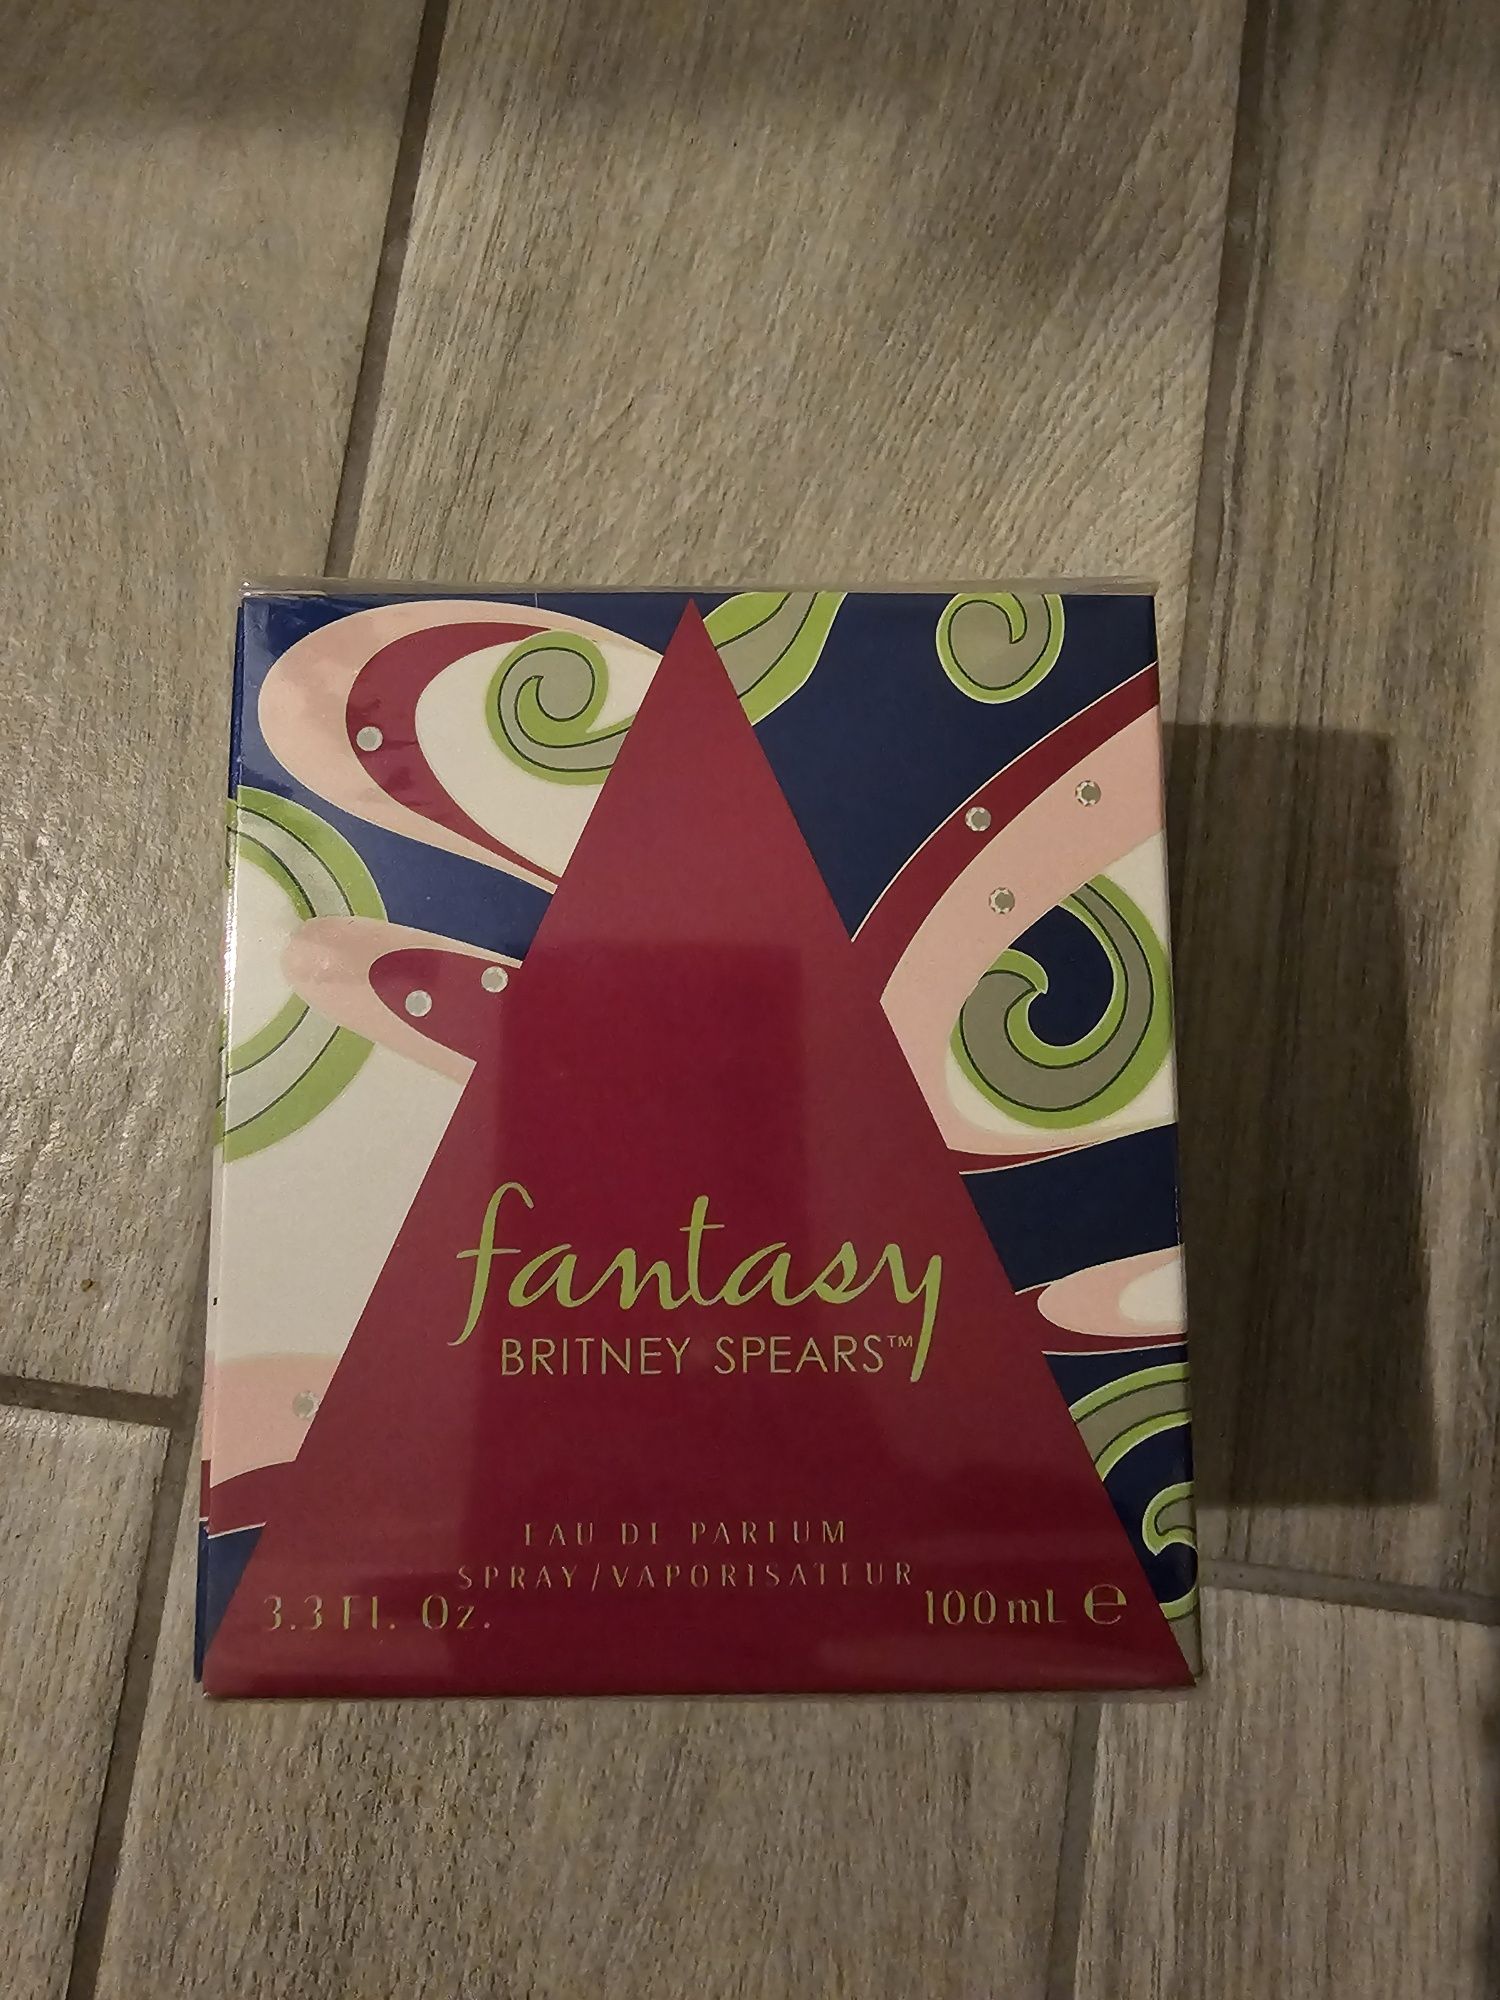 fantasy
BRITNEY SPEARS™
EAU DE PARFUM
SPRAY/VAPORISATEUR
3.3 Fl. Oz. 100 mL ℮